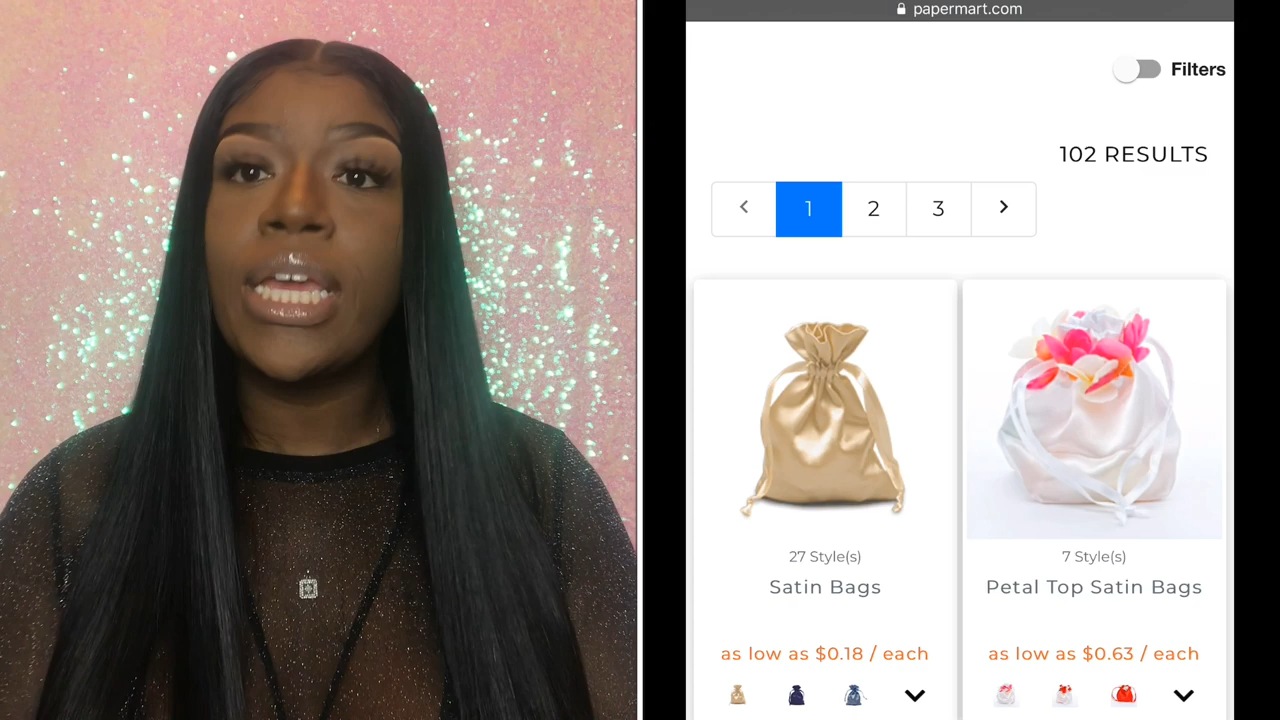 papermart.com
Filters
102 RESULTS
1 2 3
27 Style(s)
Satin Bags
as low as $0.18 / each
7 Style(s)
Petal Top Satin Bags
as low as $0.63 / each